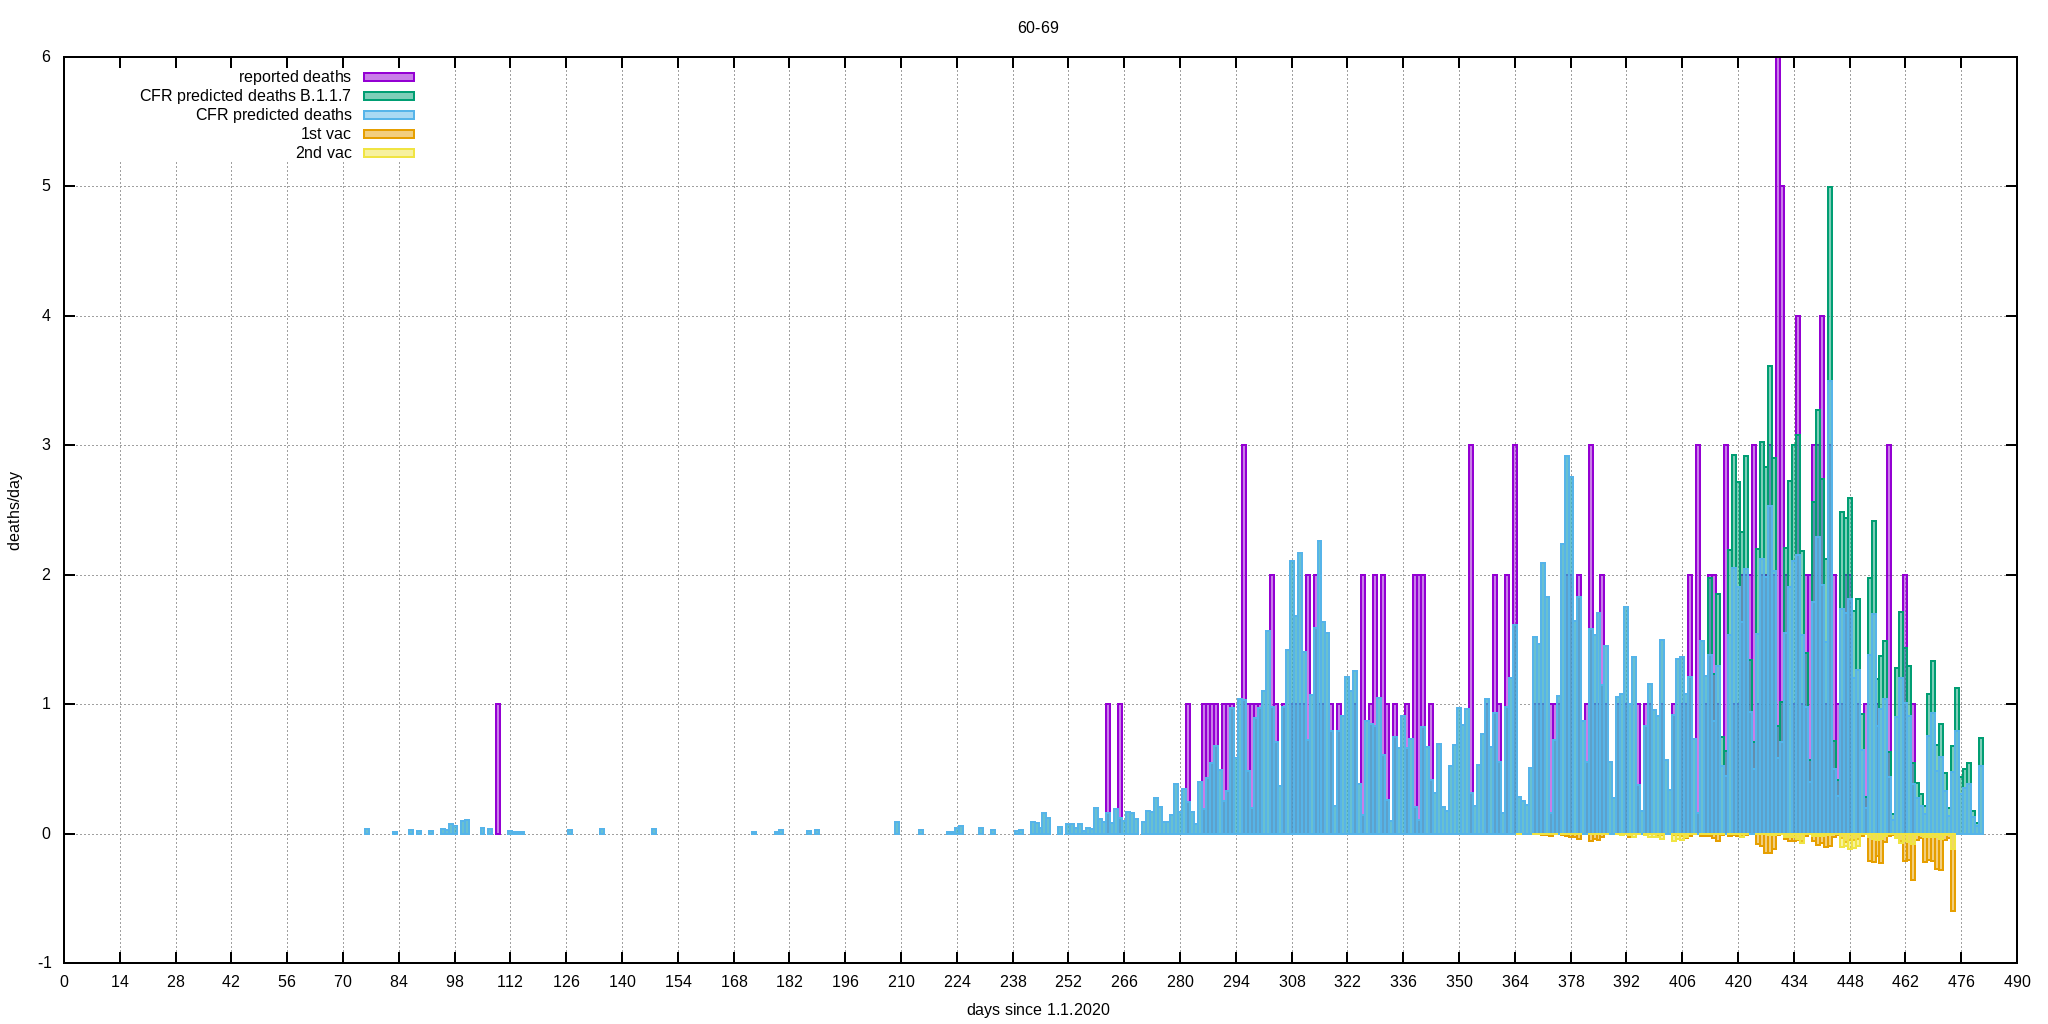 60-69
reported deaths
CFR predicted deaths B.1.1.7
CFR predicted deaths
1st vac
2nd vac
6
5
4
3
2
1
0
-1
deaths/day
0 14 28 42 56 70 84 98 112 126 140 154 168 182 196 210 224 238 252 266 280 294 308 322 336 350 364 378 392 406 420 434 448 462 476 490
days since 1.1.2020